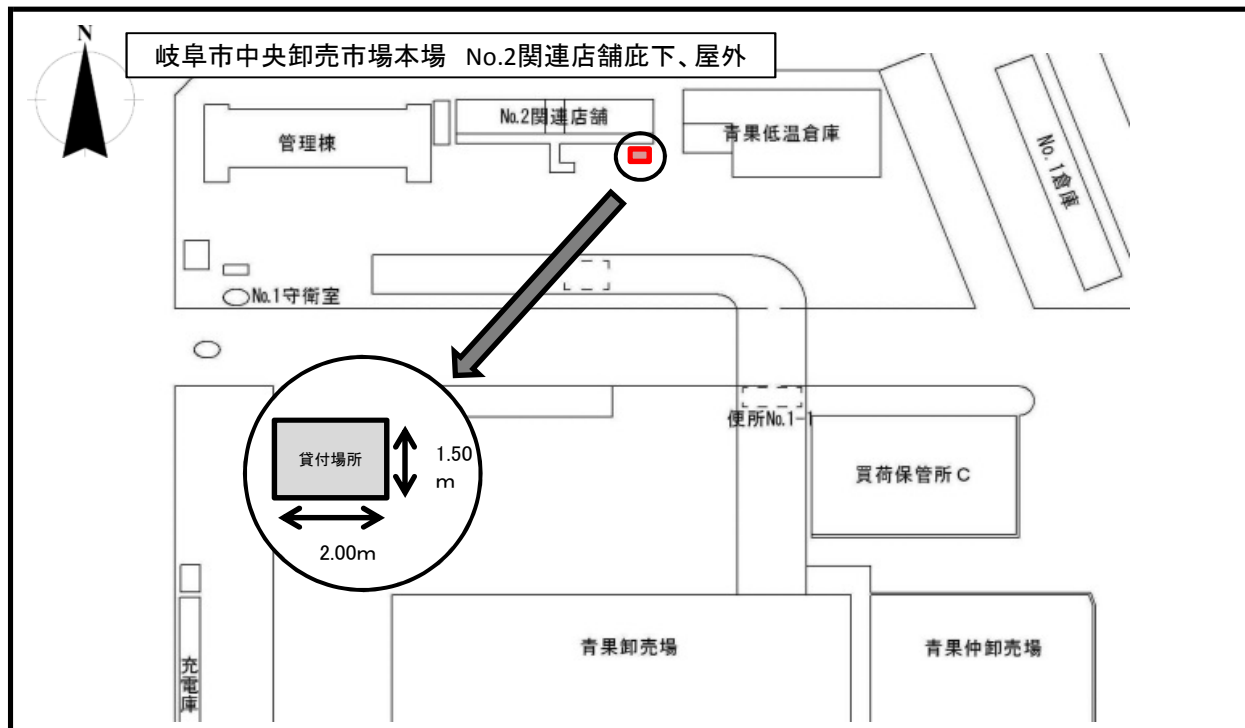 N
岐阜市中央卸売市場本場 No.2関連店舗庇下、屋外
管理棟
No.2関連店舗
青果低温倉庫
No.1倉庫
No.1守衛室
貸付場所
1.50
m
2.00m
便所No.1-1
買荷保管所C
青果卸売場
青果仲卸売場
充電庫